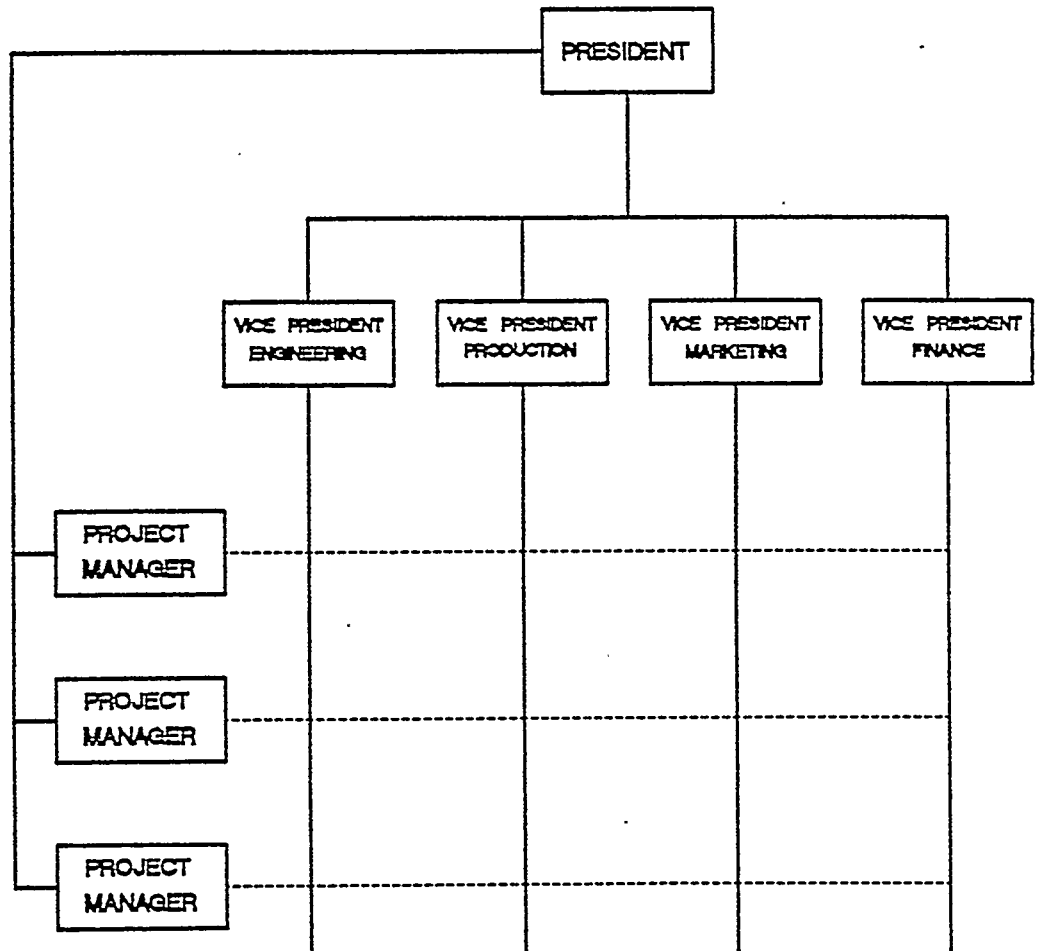 PRESIDENT
VICE PRESIDENT
ENGINEERING
VICE PRESIDENT
PRODUCTION
VICE PRESIDENT
MARKETING
VICE PRESIDENT
FINANCE
PROJECT
MANAGER
PROJECT
MANAGER
PROJECT
MANAGER